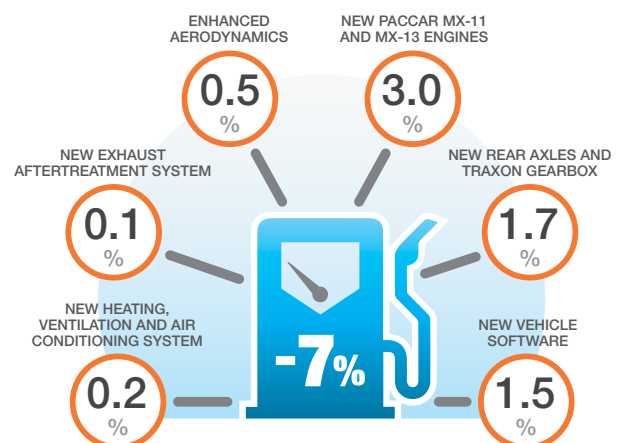 ENHANCED
AERODYNAMICS
0.5
%
NEW PACCAR MX-11
AND MX-13 ENGINES
3.0
%
NEW EXHAUST
AFTERTREATMENT SYSTEM
0.1
%
NEW REAR AXLES AND
TRAXON GEARBOX
1.7
%
NEW HEATING,
VENTILATION AND AIR
CONDITIONING SYSTEM
0.2
%
-7%
NEW VEHICLE
SOFTWARE
1.5
%